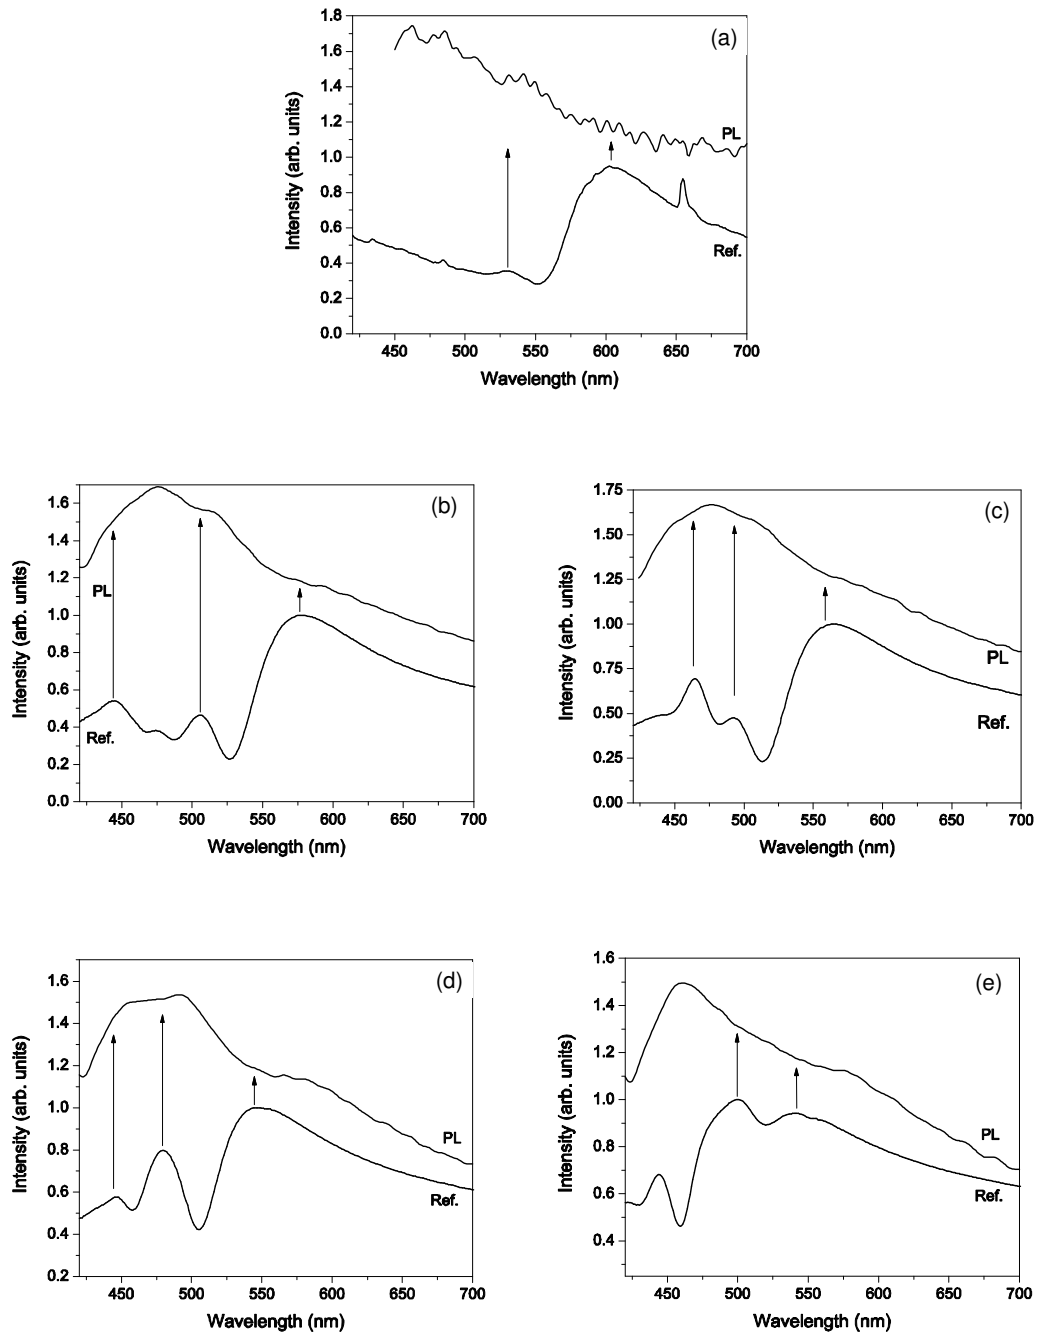 (a)
1.8
1.6
1.4
1.2
1.0
0.8
0.6
0.4
0.2
0.0
Intensity (arb. units)
PL
Ref.
450 500 550 600 650 700
Wavelength (nm)
(b)
1.6
1.4
1.2
1.0
0.8
0.6
0.4
0.2
0.0
Intensity (arb. units)
PL
Ref.
450 500 550 600 650 700
Wavelength (nm)
(c)
1.75
1.50
1.25
1.00
0.75
0.50
0.25
0.00
Intensity (arb. units)
PL
Ref.
450 500 550 600 650 700
Wavelength (nm)
(d)
1.6
1.4
1.2
1.0
0.8
0.6
0.4
0.2
Intensity (arb. units)
PL
Ref.
450 500 550 600 650 700
Wavelength (nm)
(e)
1.6
1.4
1.2
1.0
0.8
0.6
0.4
Intensity (arb. units)
PL
Ref.
450 500 550 600 650 700
Wavelength (nm)